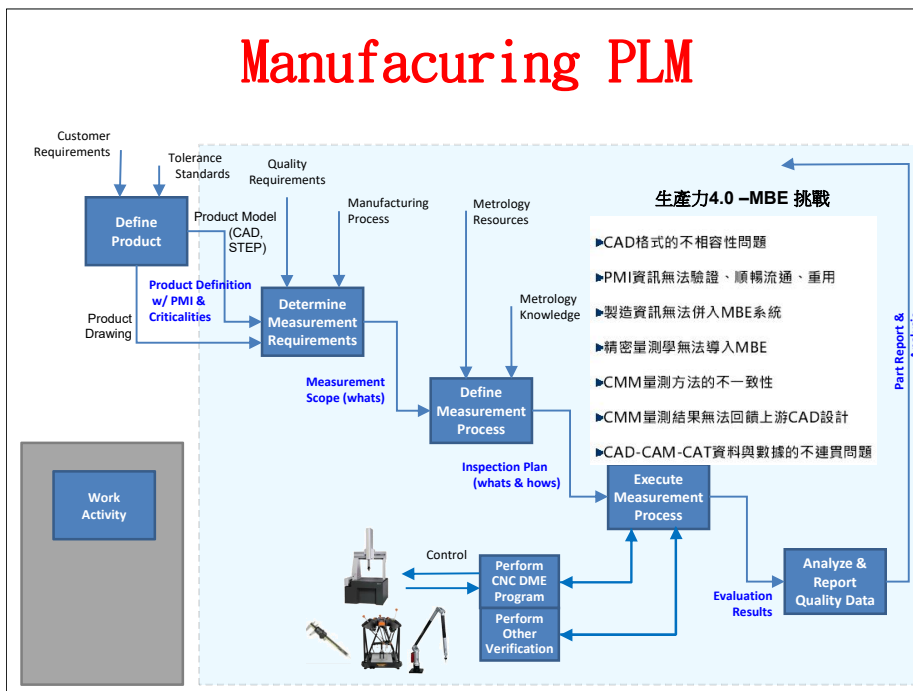 Manufacuring PLM
Customer
Requirements
Tolerance
Standards
Quality
Requirements
Manufacturing
Process
Metrology
Resources
Metrology
Knowledge
Define
Product
Product Model
(CAD,
STEP)
Product Definition
w/ PMI &
Criticalities
Product
Drawing
Determine
Measurement
Requirements
Measurement
Scope (whats)
Define
Measurement
Process
Inspection Plan
(whats & hows)
生產力4.0 –MBE 挑戰
▶CAD格式的不相容性問題
▶PMI資訊無法驗證、順暢流通、重用
▶製造資訊無法併入MBE系統
▶精密量測學無法導入MBE
▶CMM量測方法的不一致性
▶CMM量測結果無法回饋上游CAD設計
▶CAD-CAM-CAT資料與數據的不連貫問題
Part Report &
Execute
Measurement
Process
Work
Activity
Control
Perform
CNC DME
Program
Perform
Other
Verification
Evaluation
Results
Analyze &
Report
Quality Data